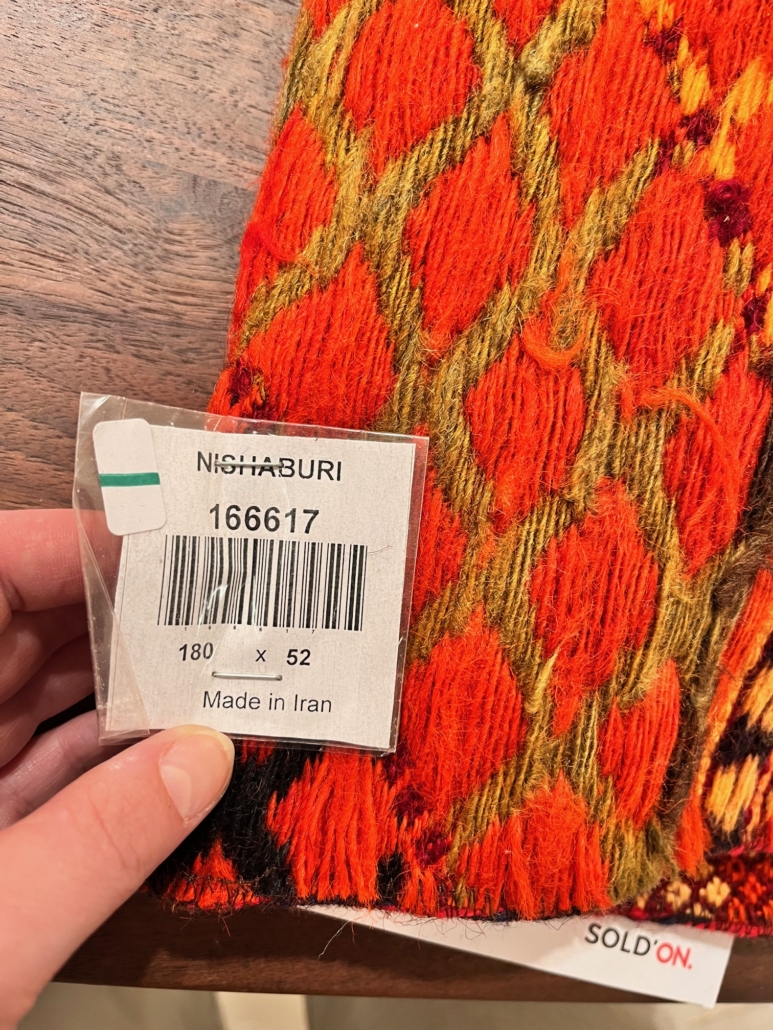 NISHABURI
166617
180 x 52
Made in Iran
SOLD'ON.